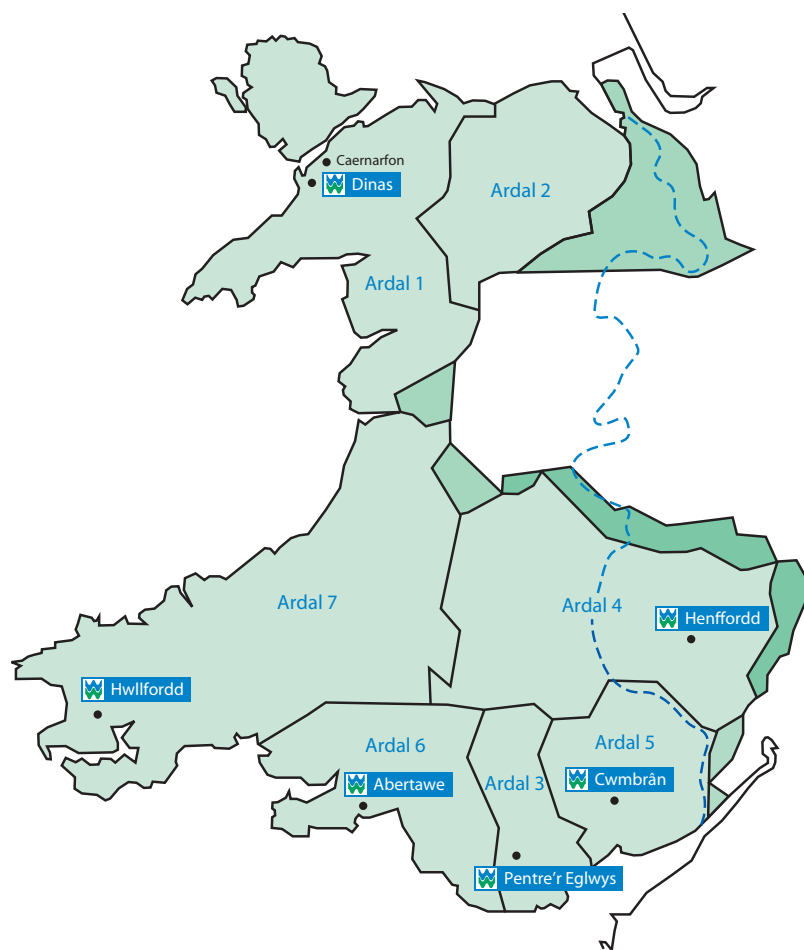 Caernarfon
Dinas
Ardal 2
Ardal 1
Ardal 7
Ardal 4
Henffordd
Hwllfordd
Ardal 6
Ardal 5
Abertawe
Ardal 3
Cwmbrân
Pentre’r Eglwys